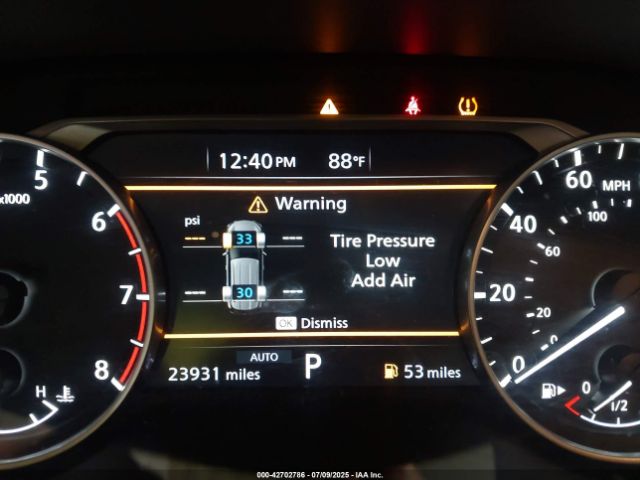 12:40 PM 88°F
Warning
psi
--- 33 ---
--- 30 ---
Tire Pressure
Low
Add Air
OK Dismiss
AUTO
23931 miles P 53 miles
x1000
5
6
7
8
H
MPH
60
40
20
0
100
60
20
0
0
1/2
000-42702786 - 07/09/2025 - IAA Inc.